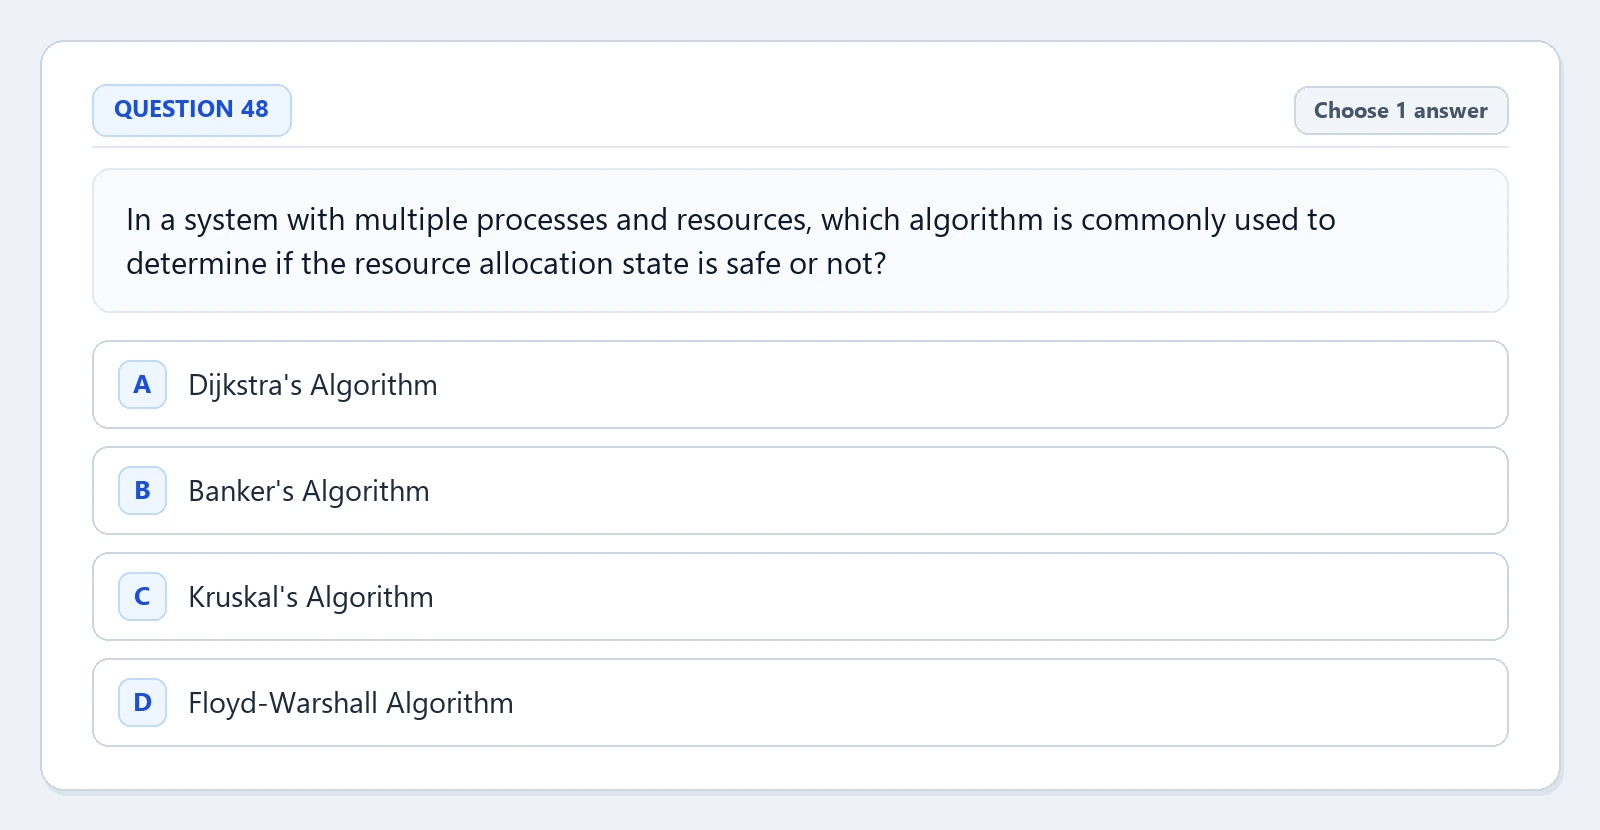 QUESTION 48
Choose 1 answer
In a system with multiple processes and resources, which algorithm is commonly used to
determine if the resource allocation state is safe or not?
A Dijkstra's Algorithm
B Banker's Algorithm
C Kruskal's Algorithm
D Floyd-Warshall Algorithm